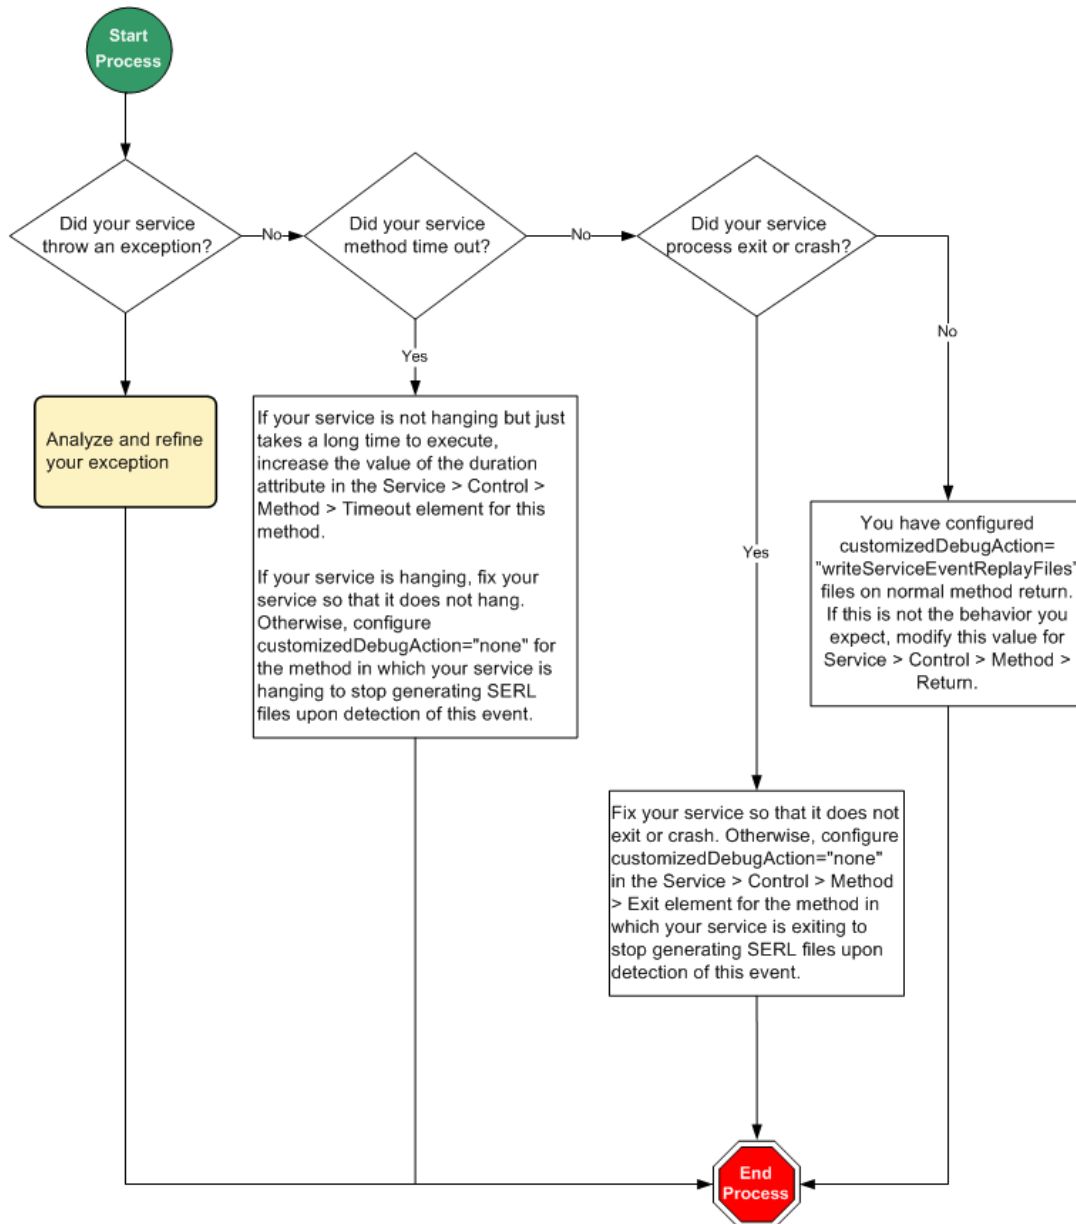 Start
Process
Did your service
throw an exception?
No
Did your service
method time out?
No
Did your service
process exit or crash?
No
Yes
Analyze and refine
your exception
If your service is not hanging but just
takes a long time to execute,
increase the value of the duration
attribute in the Service > Control >
Method > Timeout element for this
method.
If your service is hanging, fix your
service so that it does not hang.
Otherwise, configure
customizedDebugAction="none" for
the method in which your service is
hanging to stop generating SERL
files upon detection of this event.
Yes
You have configured
customizedDebugAction=
"writeServiceEventReplayFiles"
files on normal method return.
If this is not the behavior you
expect, modify this value for
Service > Control > Method >
Return.
Fix your service so that it does not
exit or crash. Otherwise, configure
customizedDebugAction="none"
in the Service > Control > Method
> Exit element for the method in
which your service is exiting to
stop generating SERL files upon
detection of this event.
End
Process